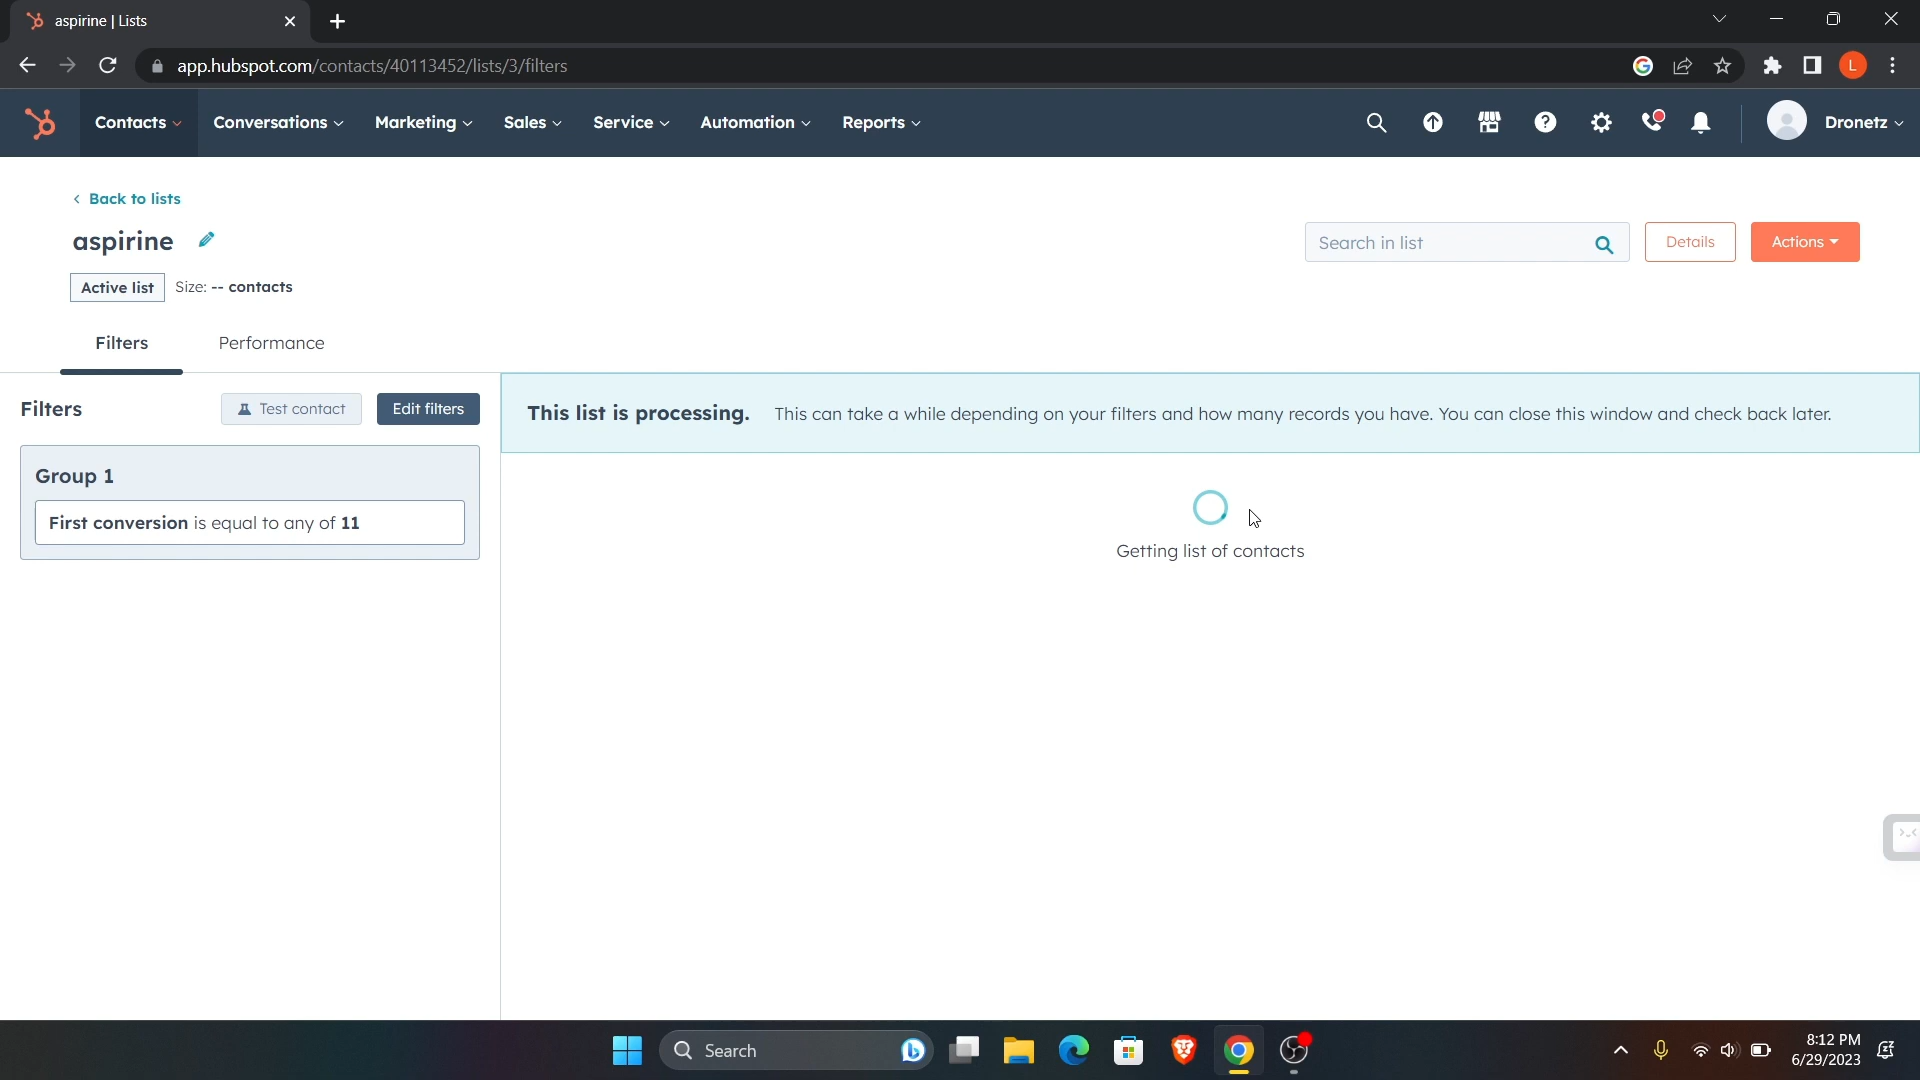 aspirine | Lists
app.hubspot.com/contacts/40113452/lists/3/filters
L
Contacts
Conversations
Marketing
Sales
Service
Automation
Reports
Dronetz
Back to lists
aspirine
Search in list
Details
Actions
Active list
Size: -- contacts
Filters
Performance
Filters
Test contact
Edit filters
This list is processing. This can take a while depending on your filters and how many records you have. You can close this window and check back later.
Group 1
First conversion is equal to any of 11
Getting list of contacts
Search
8:12 PM
6/29/2023